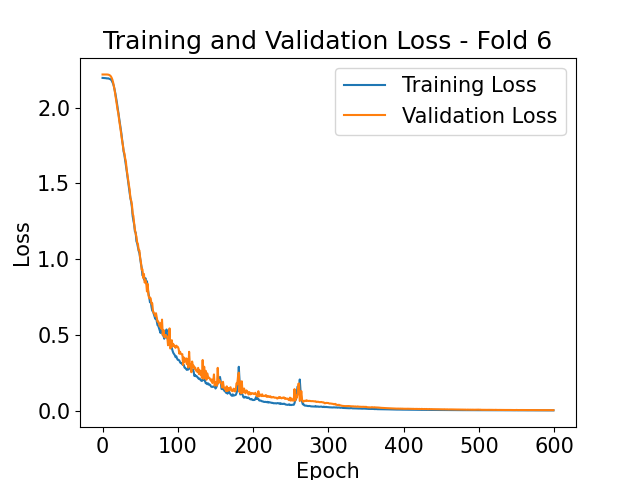 Training and Validation Loss - Fold 6
Training Loss
Validation Loss
Loss
2.0
1.5
1.0
0.5
0.0
0 100 200 300 400 500 600
Epoch